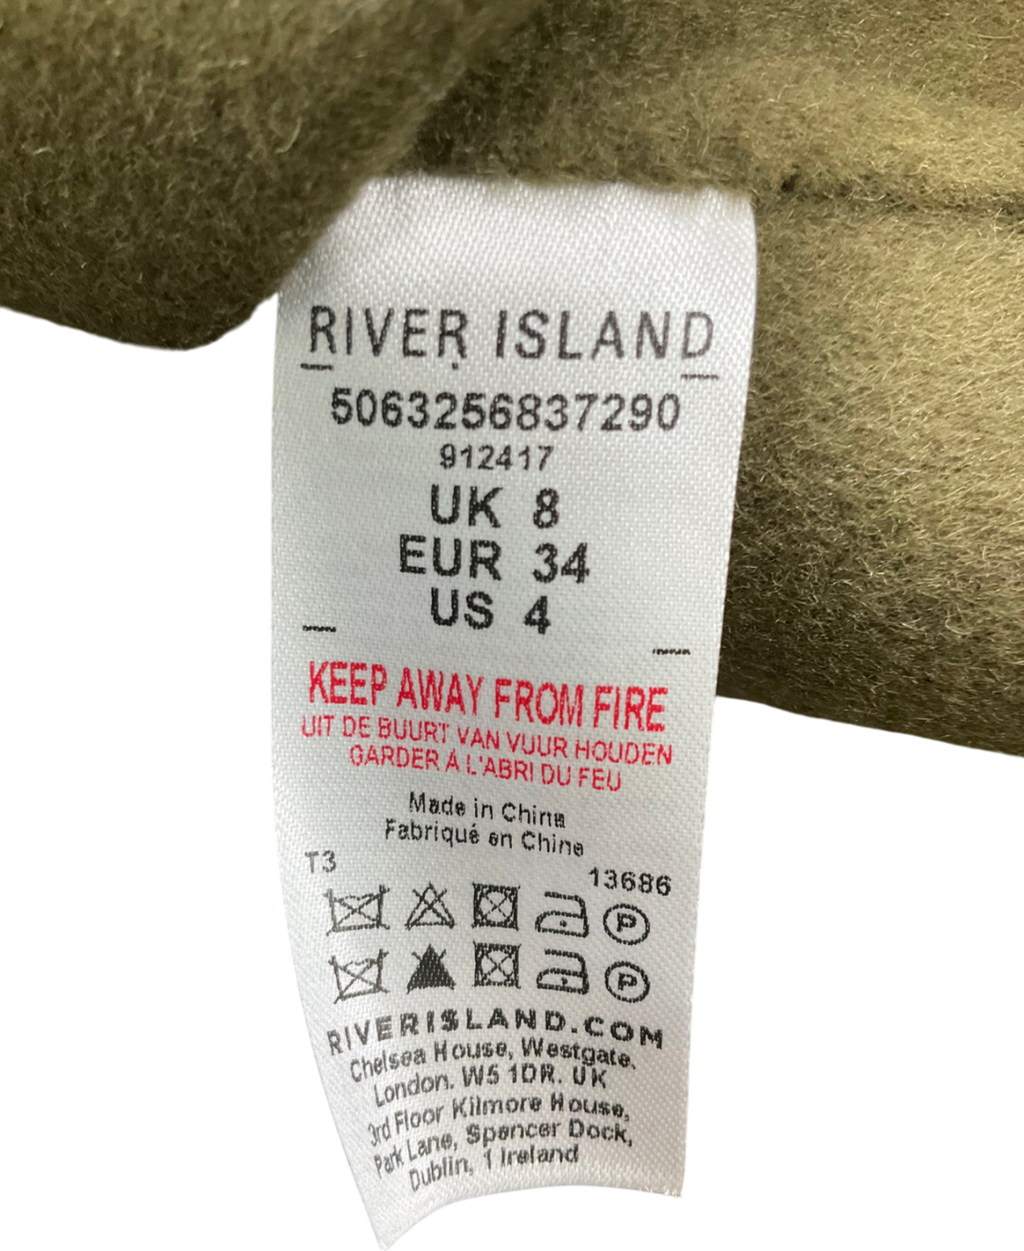 RIVER ISLAND
5063256837290
912417
UK 8
EUR 34
US 4
KEEP AWAY FROM FIRE
UIT DE BUURT VAN VUUR HOUDEN
GARDER À L'ABRI DU FEU
Made in China
Fabriqué en Chine
T3 13686
P
P
RIVERISLAND.COM
Chelsea House, Westgate,
London. W5 1DR. UK
3rd Floor Kilmore House,
Park Lane, Spencer Dock,
Dublin, 1 Ireland